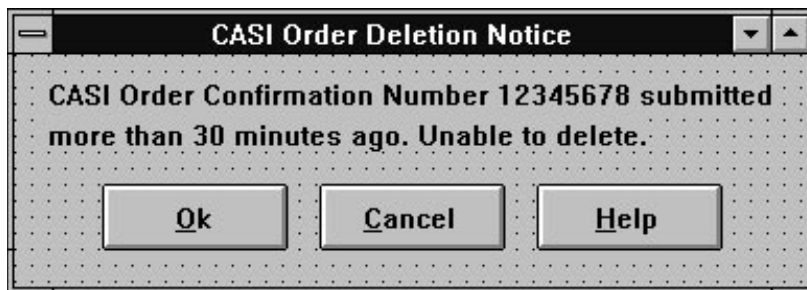 CASI Order Deletion Notice
CASI Order Confirmation Number 12345678 submitted
more than 30 minutes ago. Unable to delete.
Ok Cancel Help